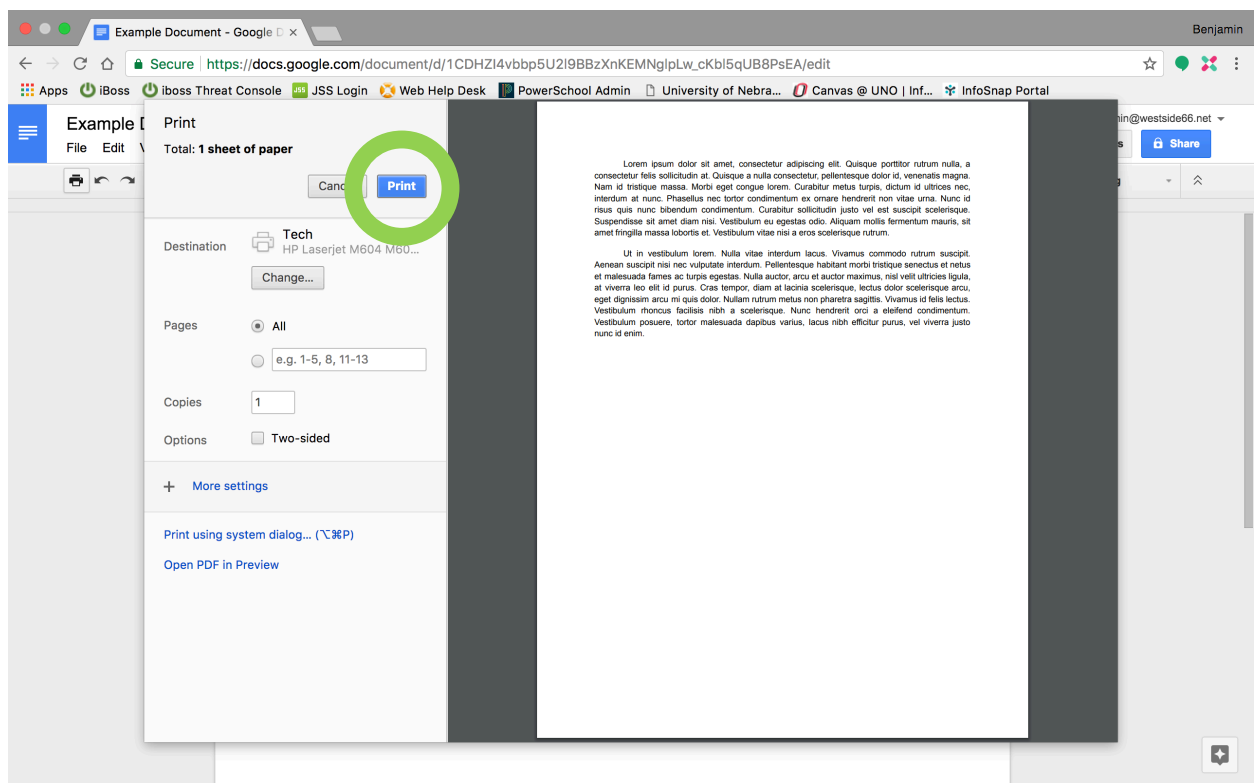 Example Document - Google D
Benjamin
Secure https://docs.google.com/document/d/1CDHZI4vbbp5U2I9BBzXnKEMNglpLw_cKbl5qUB8PsEA/edit
Apps iBoss iboss Threat Console JSS JSS Login Web Help Desk PowerSchool Admin University of Nebra... Canvas @ UNO | Inf... InfoSnap Portal
Example
File Edit
@westside66.net
Share
Print
Total: 1 sheet of paper
Print
Destination Tech
HP Laserjet M604 M60...
Change...
Pages All
e.g. 1-5, 8, 11-13
Copies 1
Options Two-sided
+ More settings
Print using system dialog... (⌥⌘P)
Open PDF in Preview
Lorem ipsum dolor sit amet, consectetur adipiscing elit. Quisque porttitor rutrum nulla, a
consectetur felis sollicitudin at. Quisque a nulla consectetur, pellentesque dolor id, venenatis magna.
Nam id tristique massa. Morbi eget congue lorem. Curabitur metus turpis, dictum id ultrices nec,
interdum at nunc. Phasellus nec tortor condimentum ex ornare hendrerit non vitae urna. Nunc id
risus quis nunc bibendum condimentum. Curabitur sollicitudin justo vel est suscipit scelerisque.
Suspendisse sit amet diam nisi. Vestibulum eu egestas odio. Aliquam mollis fermentum mauris, sit
amet fringilla massa lobortis et. Vestibulum vitae nisi a eros scelerisque rutrum.
Ut in vestibulum lorem. Nulla vitae interdum lacus. Vivamus commodo rutrum suscipit.
Aenean suscipit nisi nec vulputate interdum. Pellentesque habitant morbi tristique senectus et netus
et malesuada fames ac turpis egestas. Nulla auctor, arcu et auctor maximus, nisl velit ultricies ligula,
at viverra leo elit id purus. Cras tempor, diam at lacinia scelerisque, lectus dolor scelerisque arcu,
eget dignissim arcu mi quis dolor. Nullam rutrum metus non pharetra sagittis. Vivamus id felis lectus.
Vestibulum rhoncus facilisis nibh a scelerisque. Nunc hendrerit orci a eleifend condimentum.
Vestibulum posuere, tortor malesuada dapibus varius, lacus nibh efficitur purus, vel viverra justo
nunc id enim.